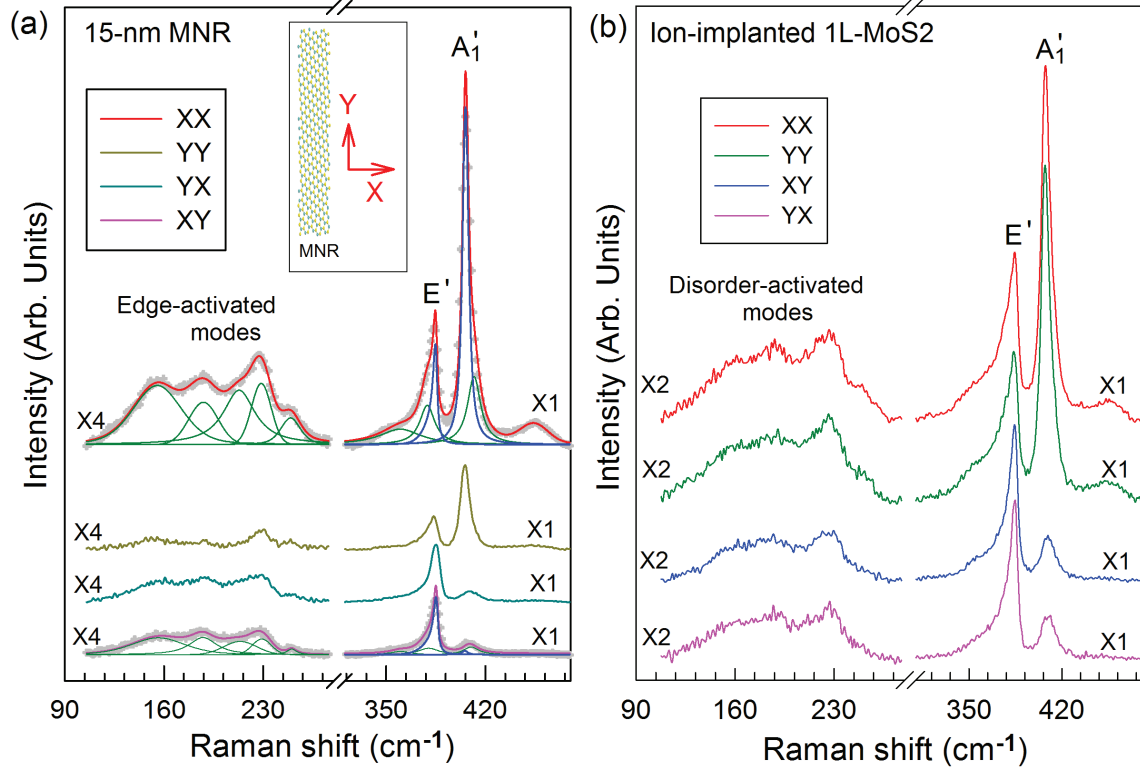 (a)
15-nm MNR
XX
YY
YX
XY
Y
X
MNR
A₁'
E'
Edge-activated
modes
X4
X1
X4
X1
X4
X1
X4
X1
Intensity (Arb. Units)
90 160 230 350 420
Raman shift (cm⁻¹)
(b)
Ion-implanted 1L-MoS2
XX
YY
XY
YX
A₁'
E'
Disorder-activated
modes
X2
X1
X2
X1
X2
X1
X2
X1
Intensity (Arb. Units)
90 160 230 350 420
Raman shift (cm⁻¹)